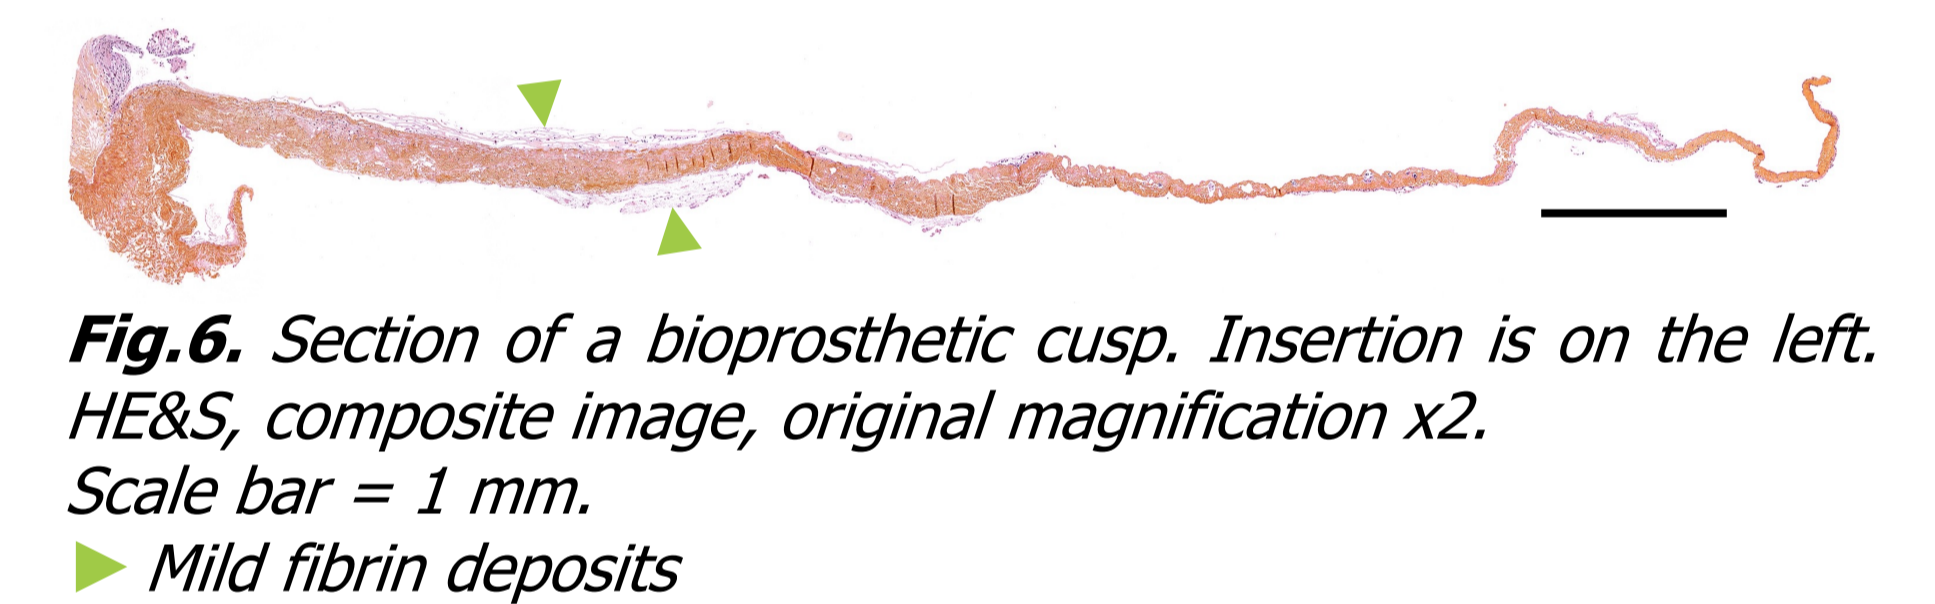 Fig.6. Section of a bioprosthetic cusp. Insertion is on the left.
HE&S, composite image, original magnification x2.
Scale bar = 1 mm.
Mild fibrin deposits